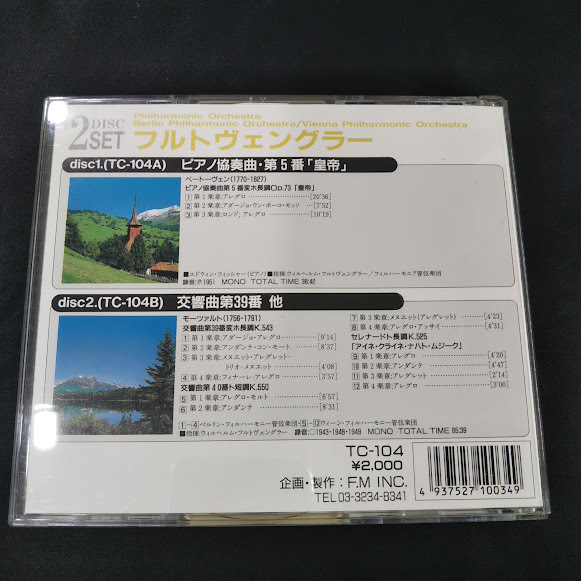 2 DISC SET
Philharmonic Orchestra
Berlin Philharmonic Orchestra/Vienna Philharmonic Orchestra
フルトヴェングラー
disc1.(TC-104A) ピアノ協奏曲・第5番「皇帝」
ベートーヴェン(1770-1827)
ピアノ協奏曲第5番変ホ長調Op.73「皇帝」
1 第1楽章:アレグロ [20'36]
2 第2楽章:アダージョ・ウン・ポーコ・モッソ [7'52]
3 第3楽章:ロンド;アレグロ [10'19]
■エドウィン・フィッシャー(ピアノ)■指揮:ウィルヘルム・フルトヴェングラー/フィルハーモニア管弦楽団
録音:Ⓟ1951 MONO TOTAL TIME 38:42
disc2.(TC-104B) 交響曲第39番 他
モーツァルト(1756-1791)
交響曲第39番変ホ長調K.543
1 第1楽章:アダージョ・アレグロ [9'14]
2 第2楽章:アンダンテ・コン・モート [8'37]
3 第3楽章:メヌエット・アレグレット-
トリオ・メヌエット [4'08]
4 第4楽章:フィナーレ・アレグロ [3'57]
交響曲第40番ト短調K.550
5 第1楽章:アレグロ・モルト [6'57]
6 第2楽章:アンダンテ [8'31]
7 第3楽章:メヌエット(アレグレット) [4'23]
8 第4楽章:アレグロ・アッサイ [4'31]
セレナードト長調K.525
「アイネ・クライネ・ナハト・ムジーク」
9 第1楽章:アレグロ [4'20]
10 第2楽章:アンダンテ [4'47]
11 第3楽章:アレグレット [2'14]
12 第4楽章:アレグロ [3'00]
1~4ベルリン・フィルハーモニー管弦楽団・5~12ウィーン・フィルハーモニー管弦楽団
■指揮:ウィルヘルム・フルトヴェングラー 録音:○1943・1948・1949 MONO TOTAL TIME 65:39
TC-104
¥2,000
企画・製作:F.M INC.
TEL 03-3234-8341
4 937527 100349